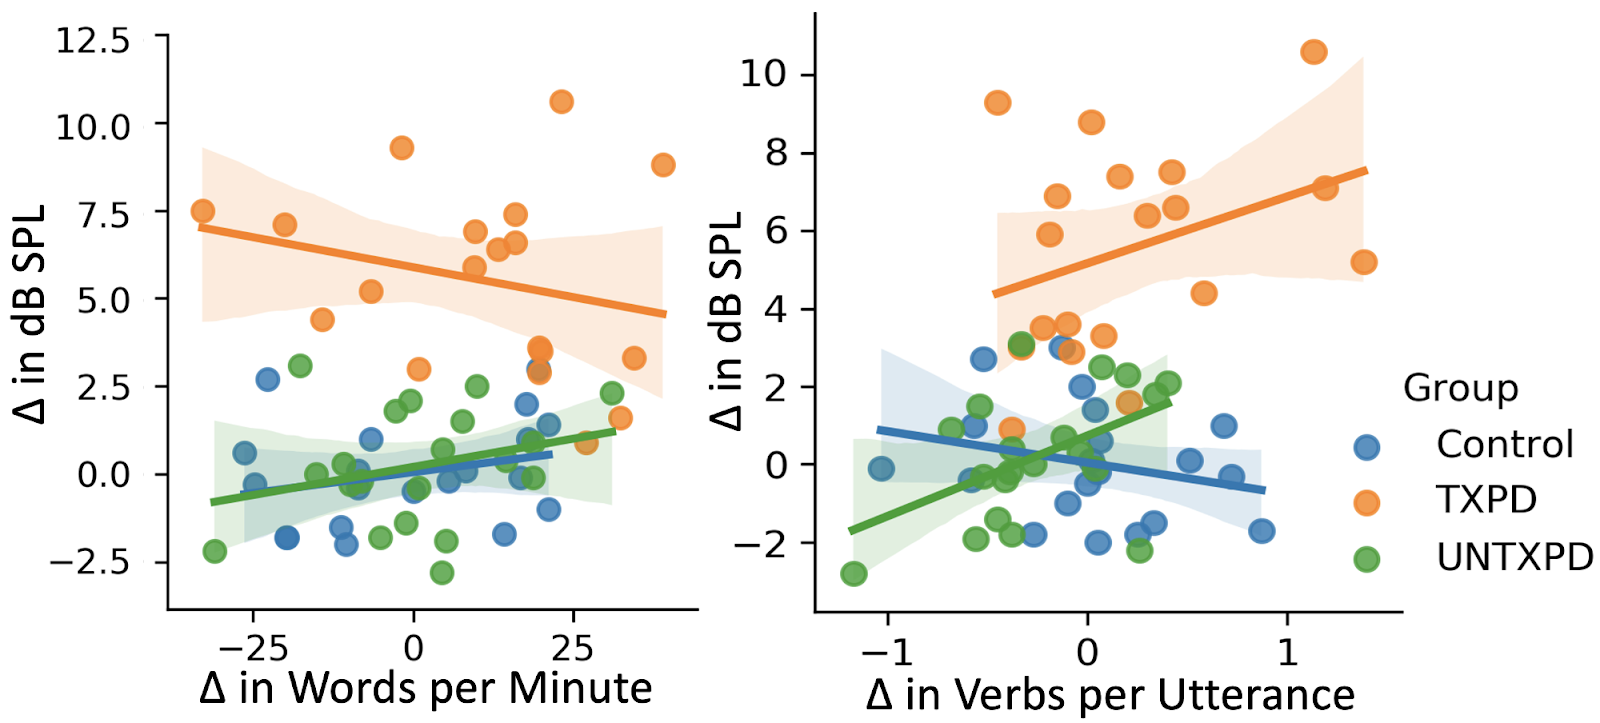 12.5
10.0
7.5
5.0
2.5
0.0
−2.5
Δ in dB SPL
−25 0 25
Δ in Words per Minute
10
8
6
4
2
0
−2
Δ in dB SPL
−1 0 1
Δ in Verbs per Utterance
Group
Control
TXPD
UNTXPD